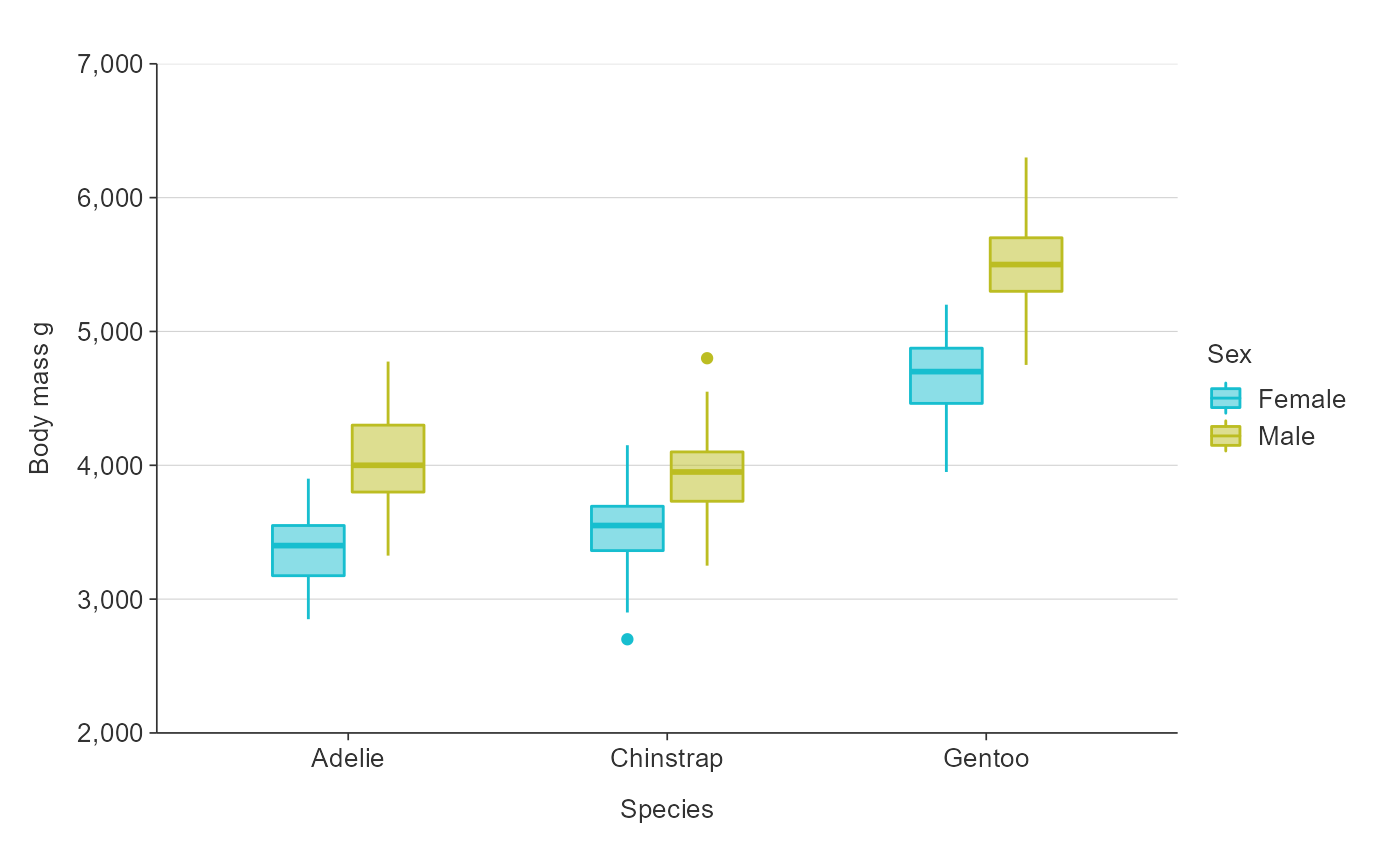 7,000
6,000
5,000
4,000
3,000
2,000
Body mass g
Adelie
Chinstrap
Gentoo
Species
Sex
Female
Male